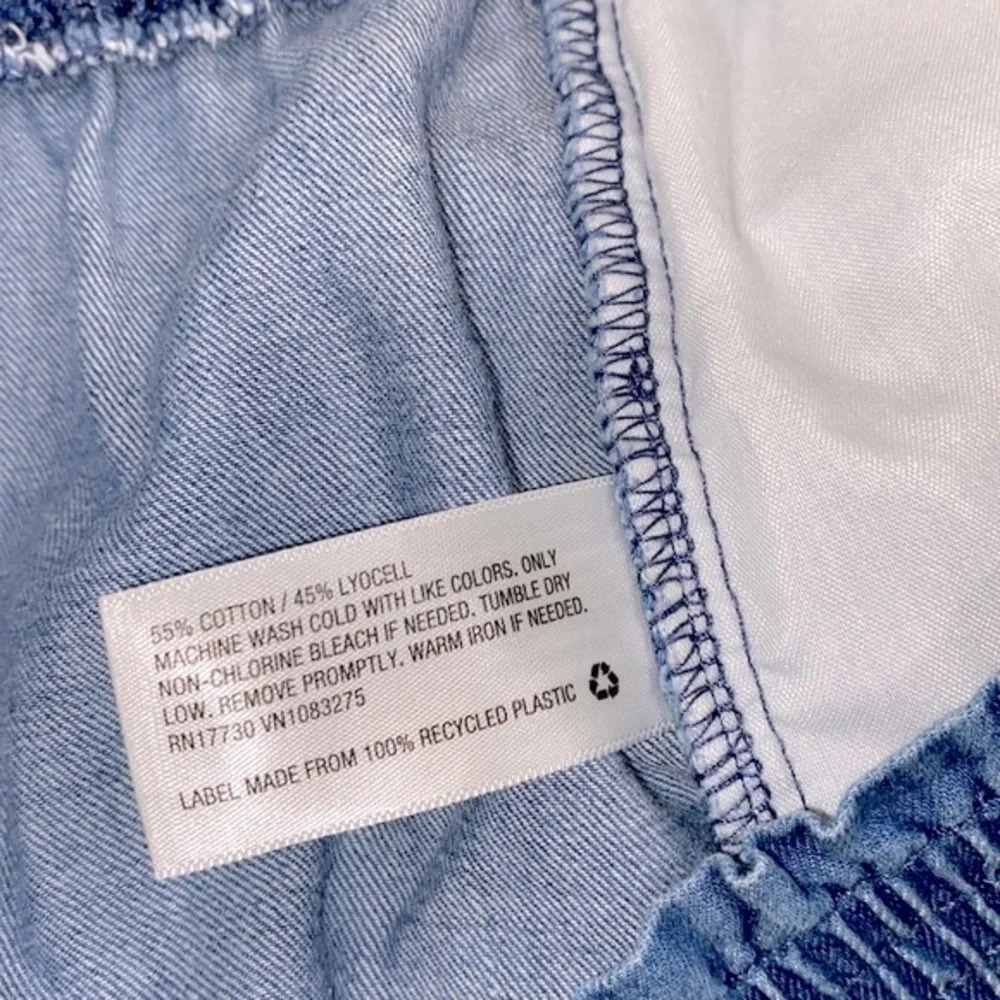 55% COTTON / 45% LYOCELL
MACHINE WASH COLD WITH LIKE COLORS. ONLY
NON-CHLORINE BLEACH IF NEEDED. TUMBLE DRY
LOW. REMOVE PROMPTLY. WARM IRON IF NEEDED.
RN17730 VN1083275
LABEL MADE FROM 100% RECYCLED PLASTIC